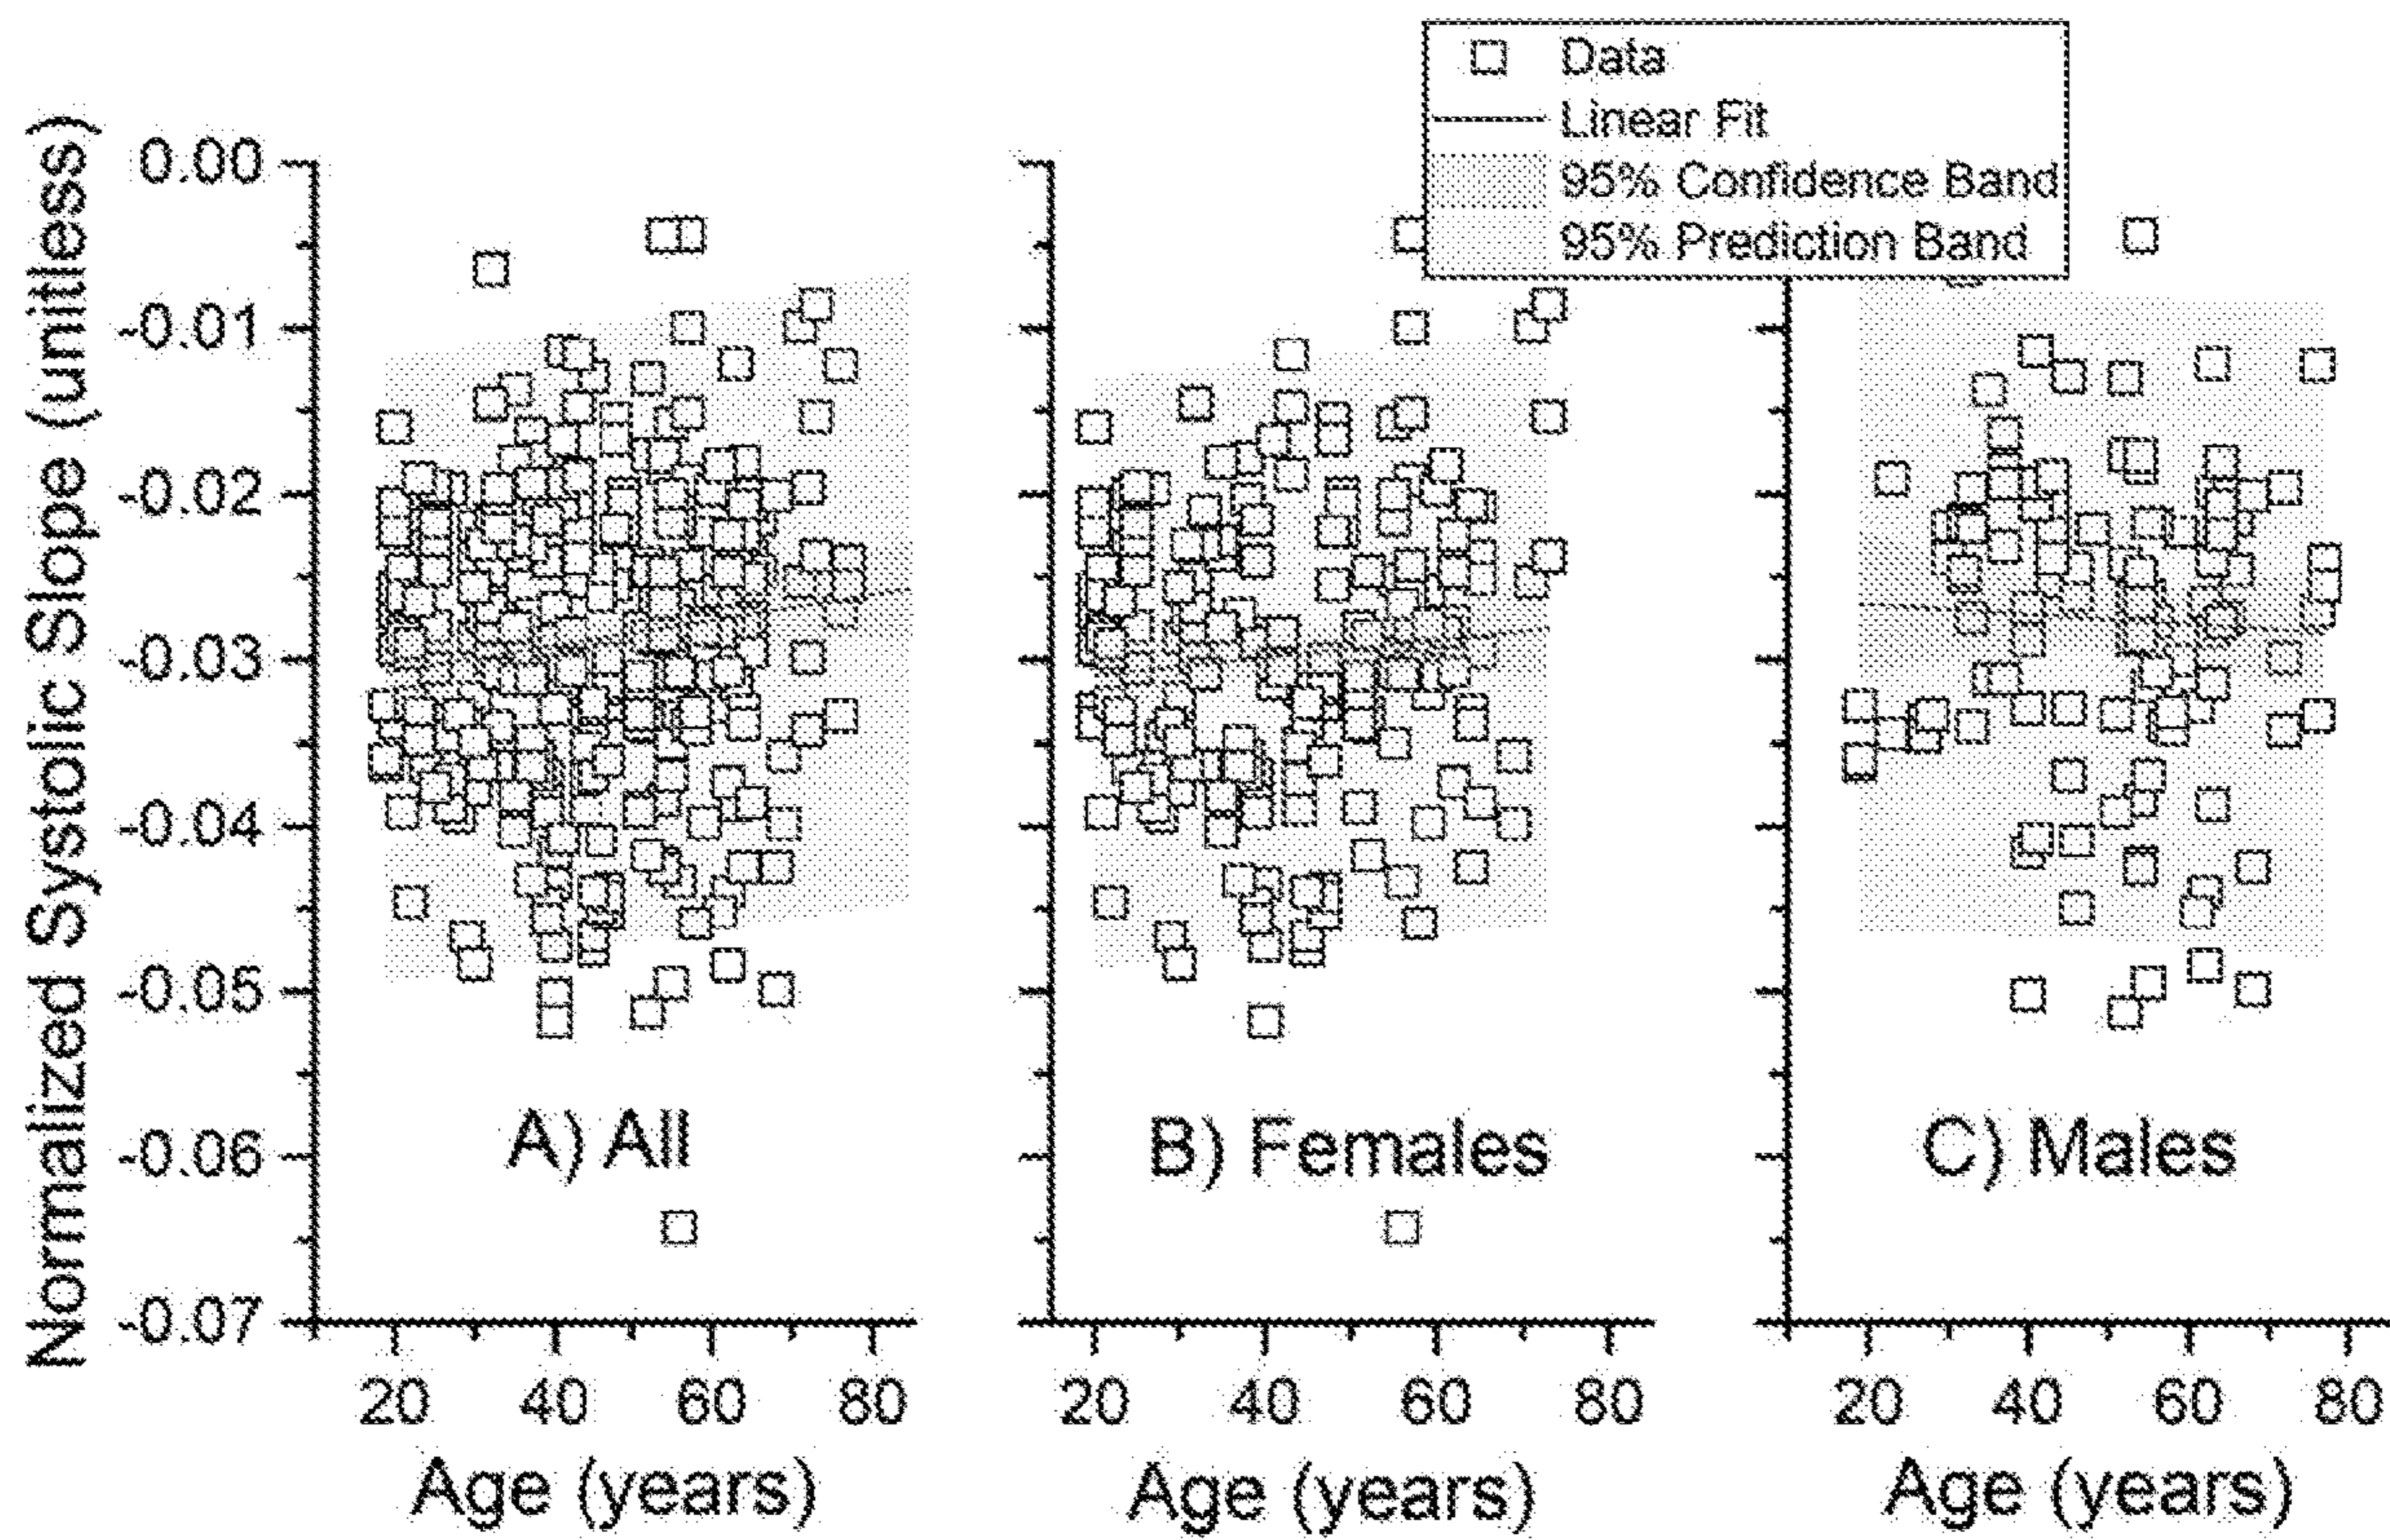 Data
Linear Fit
95% Confidence Band
95% Prediction Band
Normalized Systolic Slope (unitless)
0.00
-0.01
-0.02
-0.03
-0.04
-0.05
-0.06
-0.07
A) All
B) Females
C) Males
20 40 60 80
20 40 60 80
20 40 60 80
Age (years)
Age (years)
Age (years)